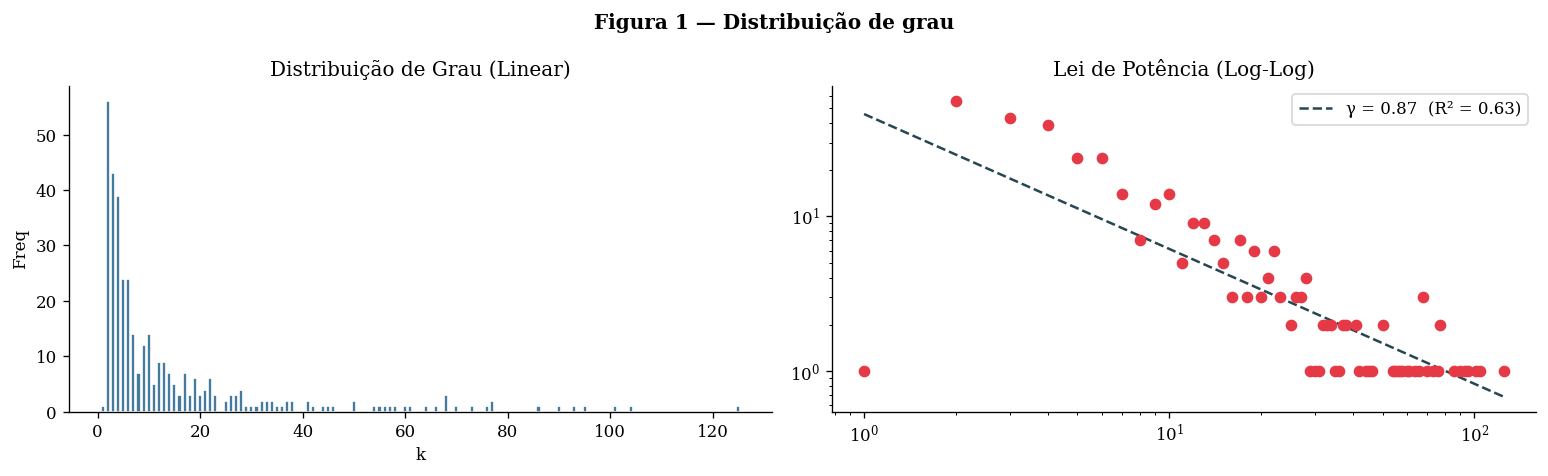 Figura 1 — Distribuição de grau
Distribuição de Grau (Linear)
Freq
50
40
30
20
10
0
0 20 40 60 80 100 120
k
Lei de Potência (Log-Log)
γ = 0.87 (R² = 0.63)
10¹
10⁰
10⁰ 10¹ 10²